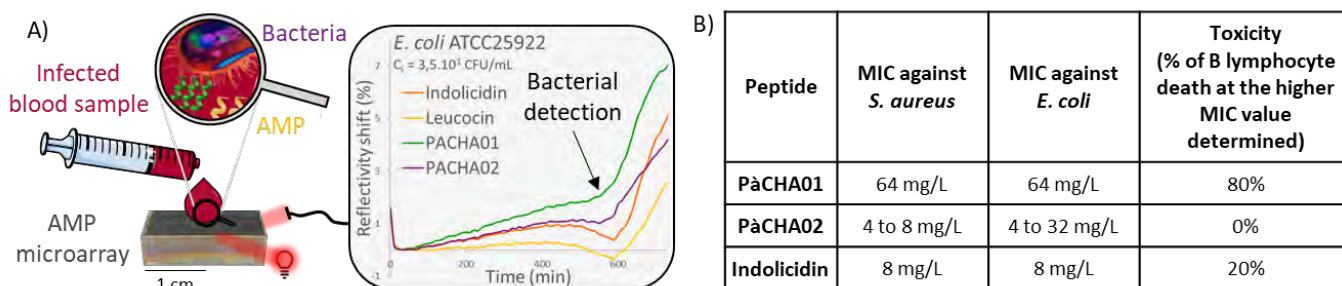 A)
Bacteria
Infected
blood sample
AMP
AMP
microarray
1 cm
E. coli ATCC25922
Cᵢ = 3,5.10¹ CFU/mL
Indolicidin
Leucocin
PACHA01
PACHA02
Bacterial
detection
Reflectivity shift (%)
7
5
3
1
-1
0
200
400
600
Time (min)
B)
Peptide
MIC against
S. aureus
MIC against
E. coli
Toxicity
(% of B lymphocyte
death at the higher
MIC value
determined)
PàCHA01
64 mg/L
64 mg/L
80%
PàCHA02
4 to 8 mg/L
4 to 32 mg/L
0%
Indolicidin
8 mg/L
8 mg/L
20%